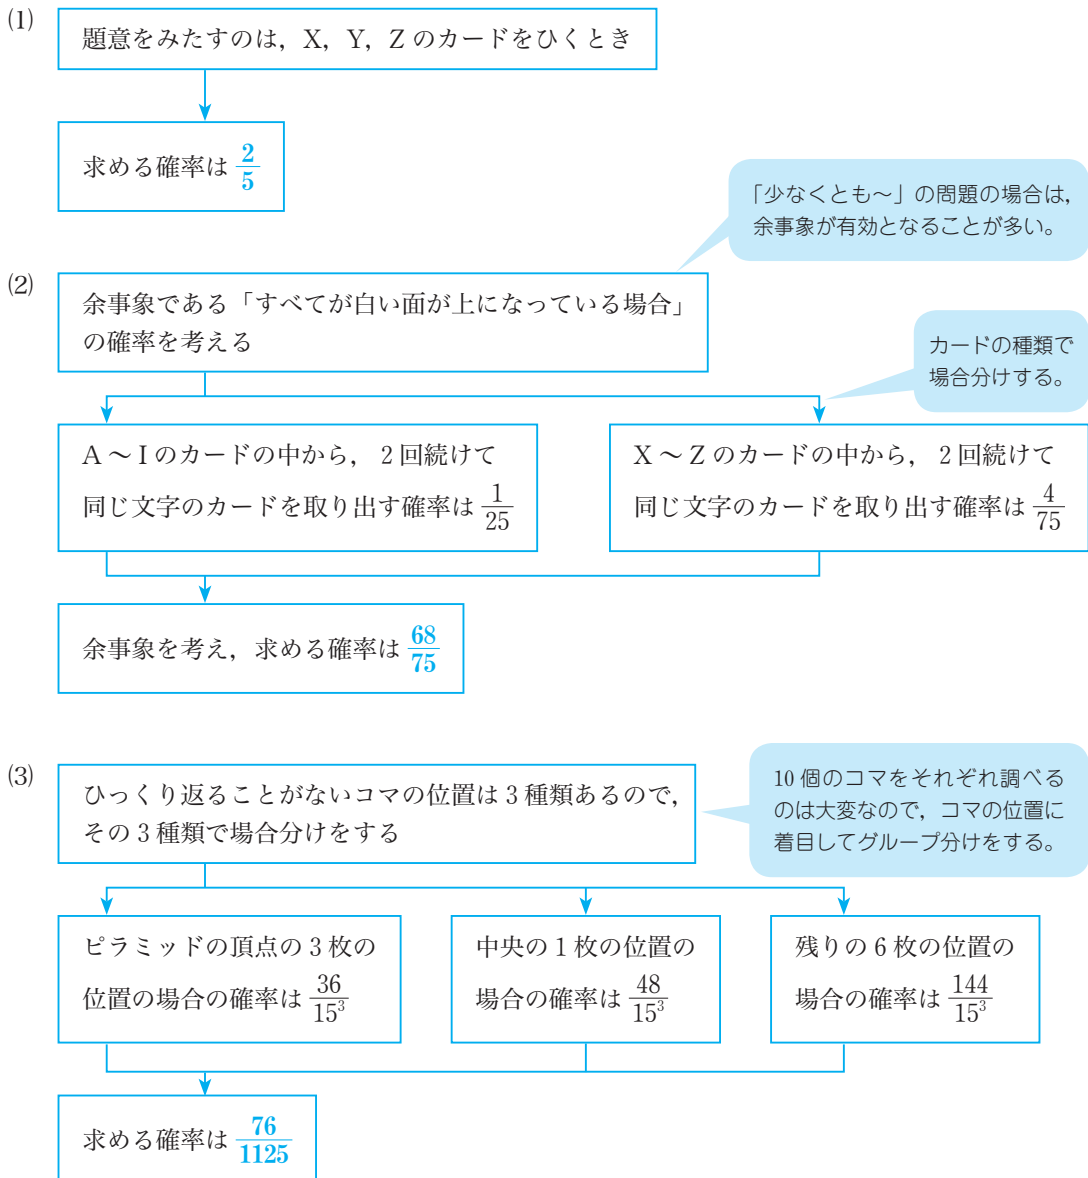 (1)
題意をみたすのは，X，Y，Z のカードをひくとき
求める確率は 2/5
「少なくとも〜」の問題の場合は，
余事象が有効となることが多い。
(2)
余事象である「すべてが白い面が上になっている場合」
の確率を考える
カードの種類で
場合分けする。
A 〜 I のカードの中から， 2 回続けて
同じ文字のカードを取り出す確率は 1/25
X 〜 Z のカードの中から， 2 回続けて
同じ文字のカードを取り出す確率は 4/75
余事象を考え，求める確率は 68/75
(3)
ひっくり返ることがないコマの位置は 3 種類あるので，
その 3 種類で場合分けをする
10 個のコマをそれぞれ調べる
のは大変なので，コマの位置に
着目してグループ分けをする。
ピラミッドの頂点の 3 枚の
位置の場合の確率は 36/15³
中央の 1 枚の位置の
場合の確率は 48/15³
残りの 6 枚の位置の
場合の確率は 144/15³
求める確率は 76/1125